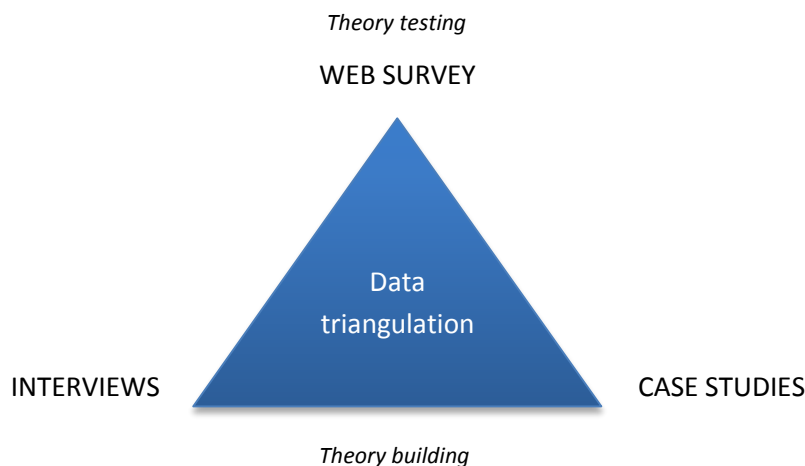 Theory testing
WEB SURVEY
Data
triangulation
INTERVIEWS
CASE STUDIES
Theory building